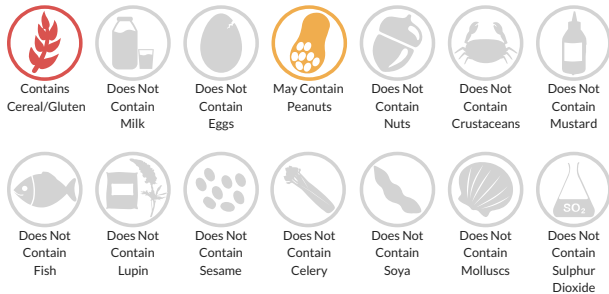 Contains
Cereal/Gluten
Does Not
Contain
Milk
Does Not
Contain
Eggs
May Contain
Peanuts
Does Not
Contain
Nuts
Does Not
Contain
Crustaceans
Does Not
Contain
Mustard
Does Not
Contain
Fish
Does Not
Contain
Lupin
Does Not
Contain
Sesame
Does Not
Contain
Celery
Does Not
Contain
Soya
Does Not
Contain
Molluscs
SO₂
Does Not
Contain
Sulphur
Dioxide